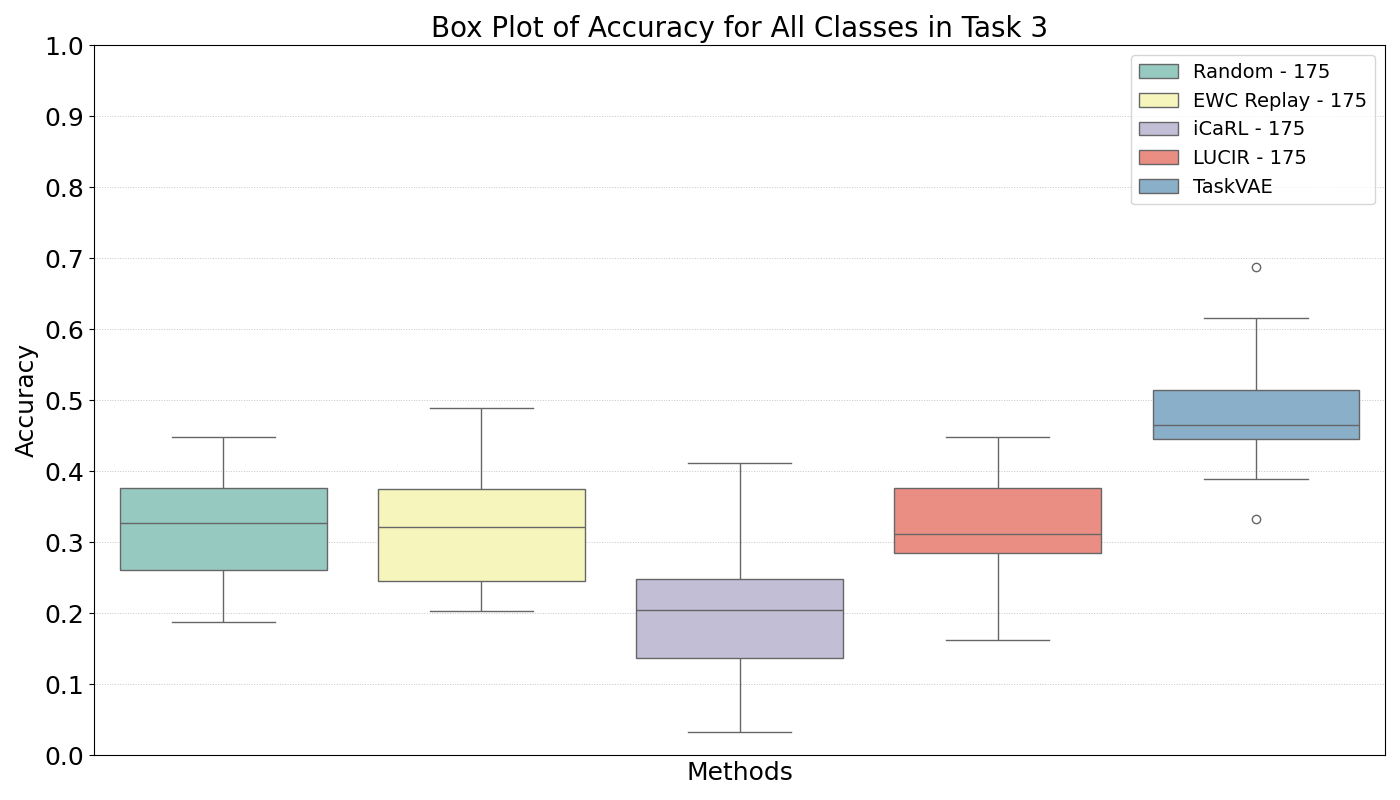 Box Plot of Accuracy for All Classes in Task 3
1.0
0.9
0.8
0.7
0.6
0.5
0.4
0.3
0.2
0.1
0.0
Accuracy
Methods
Random - 175
EWC Replay - 175
iCaRL - 175
LUCIR - 175
TaskVAE